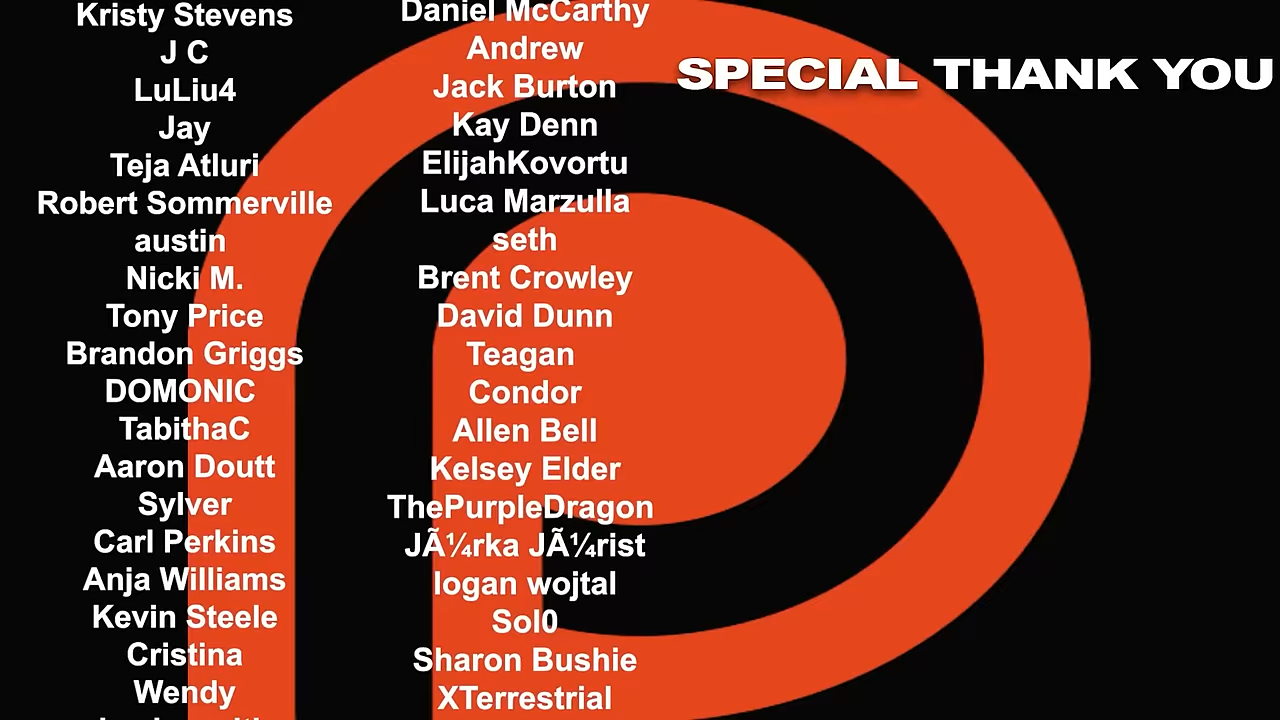 Kristy Stevens
J C
LuLiu4
Jay
Teja Atluri
Robert Sommerville
austin
Nicki M.
Tony Price
Brandon Griggs
DOMONIC
TabithaC
Aaron Doutt
Sylver
Carl Perkins
Anja Williams
Kevin Steele
Cristina
Wendy
Daniel McCarthy
Andrew
Jack Burton
Kay Denn
ElijahKovortu
Luca Marzulla
seth
Brent Crowley
David Dunn
Teagan
Condor
Allen Bell
Kelsey Elder
ThePurpleDragon
JÃ¼rka JÃ¼rist
logan wojtal
Sol0
Sharon Bushie
XTerrestrial
SPECIAL THANK YOU